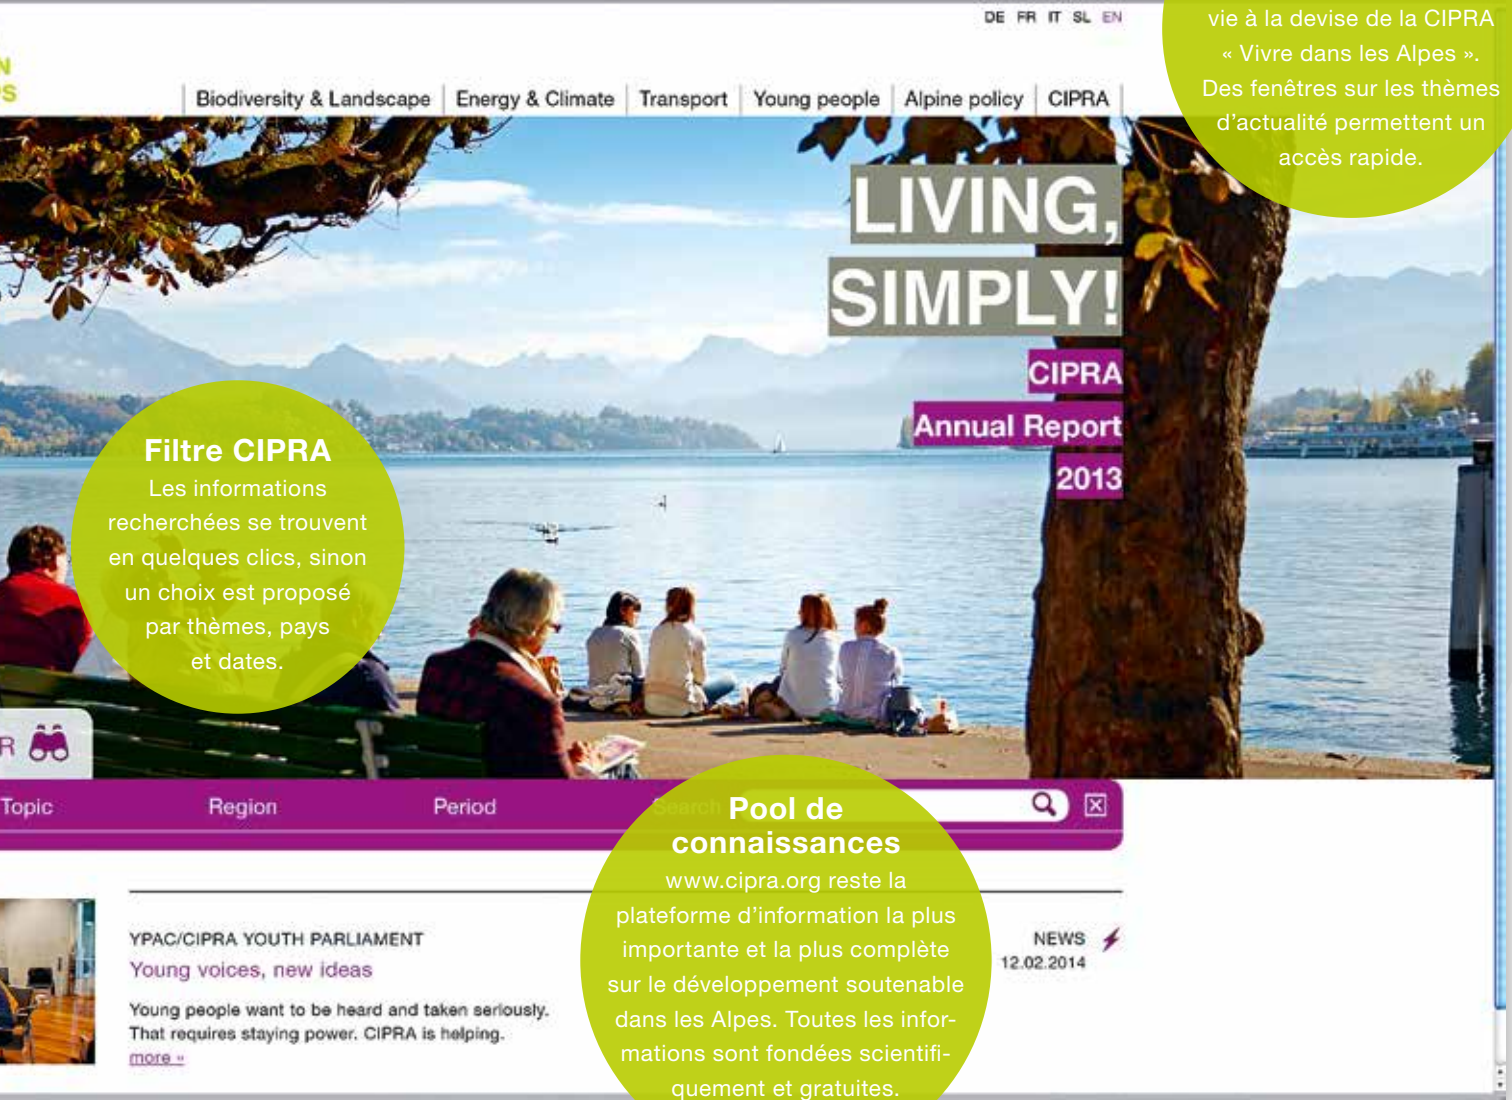 DE FR IT SL EN
vie à la devise de la CIPRA
« Vivre dans les Alpes ».
Des fenêtres sur les thèmes
d’actualité permettent un
accès rapide.
N
PS
Biodiversity & Landscape Energy & Climate Transport Young people Alpine policy CIPRA
LIVING,
SIMPLY!
CIPRA
Annual Report
2013
Filtre CIPRA
Les informations
recherchées se trouvent
en quelques clics, sinon
un choix est proposé
par thèmes, pays
et dates.
R
Topic Region Period Search
Pool de
connaissances
www.cipra.org reste la
plateforme d’information la plus
importante et la plus complète
sur le développement soutenable
dans les Alpes. Toutes les infor-
mations sont fondées scientifi-
quement et gratuites.
YPAC/CIPRA YOUTH PARLIAMENT
Young voices, new ideas
Young people want to be heard and taken seriously.
That requires staying power. CIPRA is helping.
more »
NEWS
12.02.2014